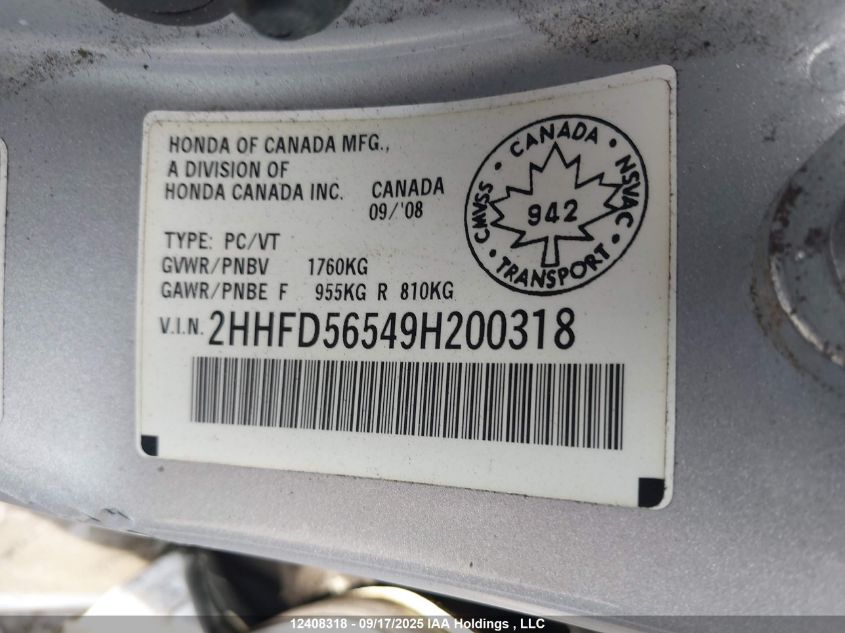 HONDA OF CANADA MFG.,
A DIVISION OF
HONDA CANADA INC. CANADA
09/'08
TYPE: PC/VT
GVWR/PNBV 1760KG
GAWR/PNBE F 955KG R 810KG
V.I.N. 2HHFD56549H200318
CANADA
NSVAC
TRANSPORT
CMVSS
942
12408318 - 09/17/2025 IAA Holdings, LLC